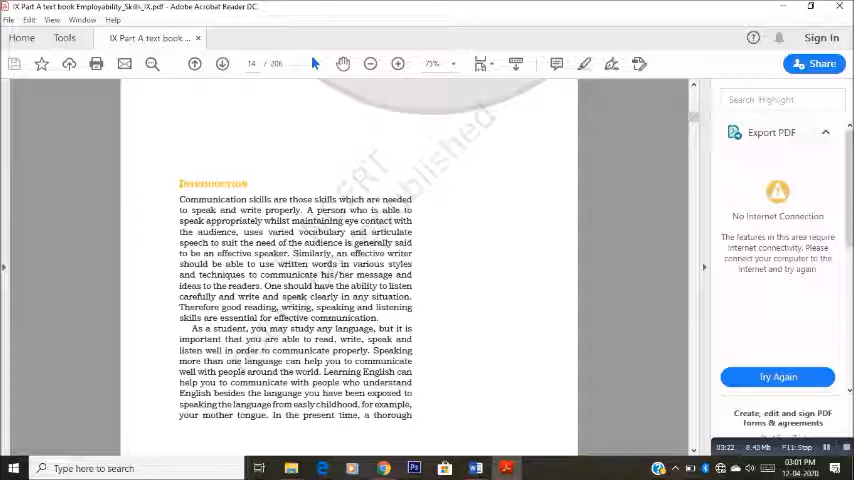 IX Part A text book Employability_Skills_IX.pdf - Adobe Acrobat Reader DC
File Edit View Window Help
Home Tools IX Part A text book ... × Sign In
14 / 206 75% Share
Search 'Highlight'
Export PDF
No Internet Connection
The features in this area require
Internet connectivity. Please
connect your computer to the
Internet and try again
Try Again
Create, edit and sign PDF
forms & agreements
INTRODUCTION
Communication skills are those skills which are needed
to speak and write properly. A person who is able to
speak appropriately whilst maintaining eye contact with
the audience, uses varied vocabulary and articulate
speech to suit the need of the audience is generally said
to be an effective speaker. Similarly, an effective writer
should be able to use written words in various styles
and techniques to communicate his/her message and
ideas to the readers. One should have the ability to listen
carefully and write and speak clearly in any situation.
Therefore good reading, writing, speaking and listening
skills are essential for effective communication.
As a student, you may study any language, but it is
important that you are able to read, write, speak and
listen well in order to communicate properly. Speaking
more than one language can help you to communicate
well with people around the world. Learning English can
help you to communicate with people who understand
English besides the language you have been exposed to
speaking the language from early childhood, for example,
your mother tongue. In the present time, a thorough
03:22 8.43 Mb F11: Stop
Type here to search
03:01 PM
12-04-2020